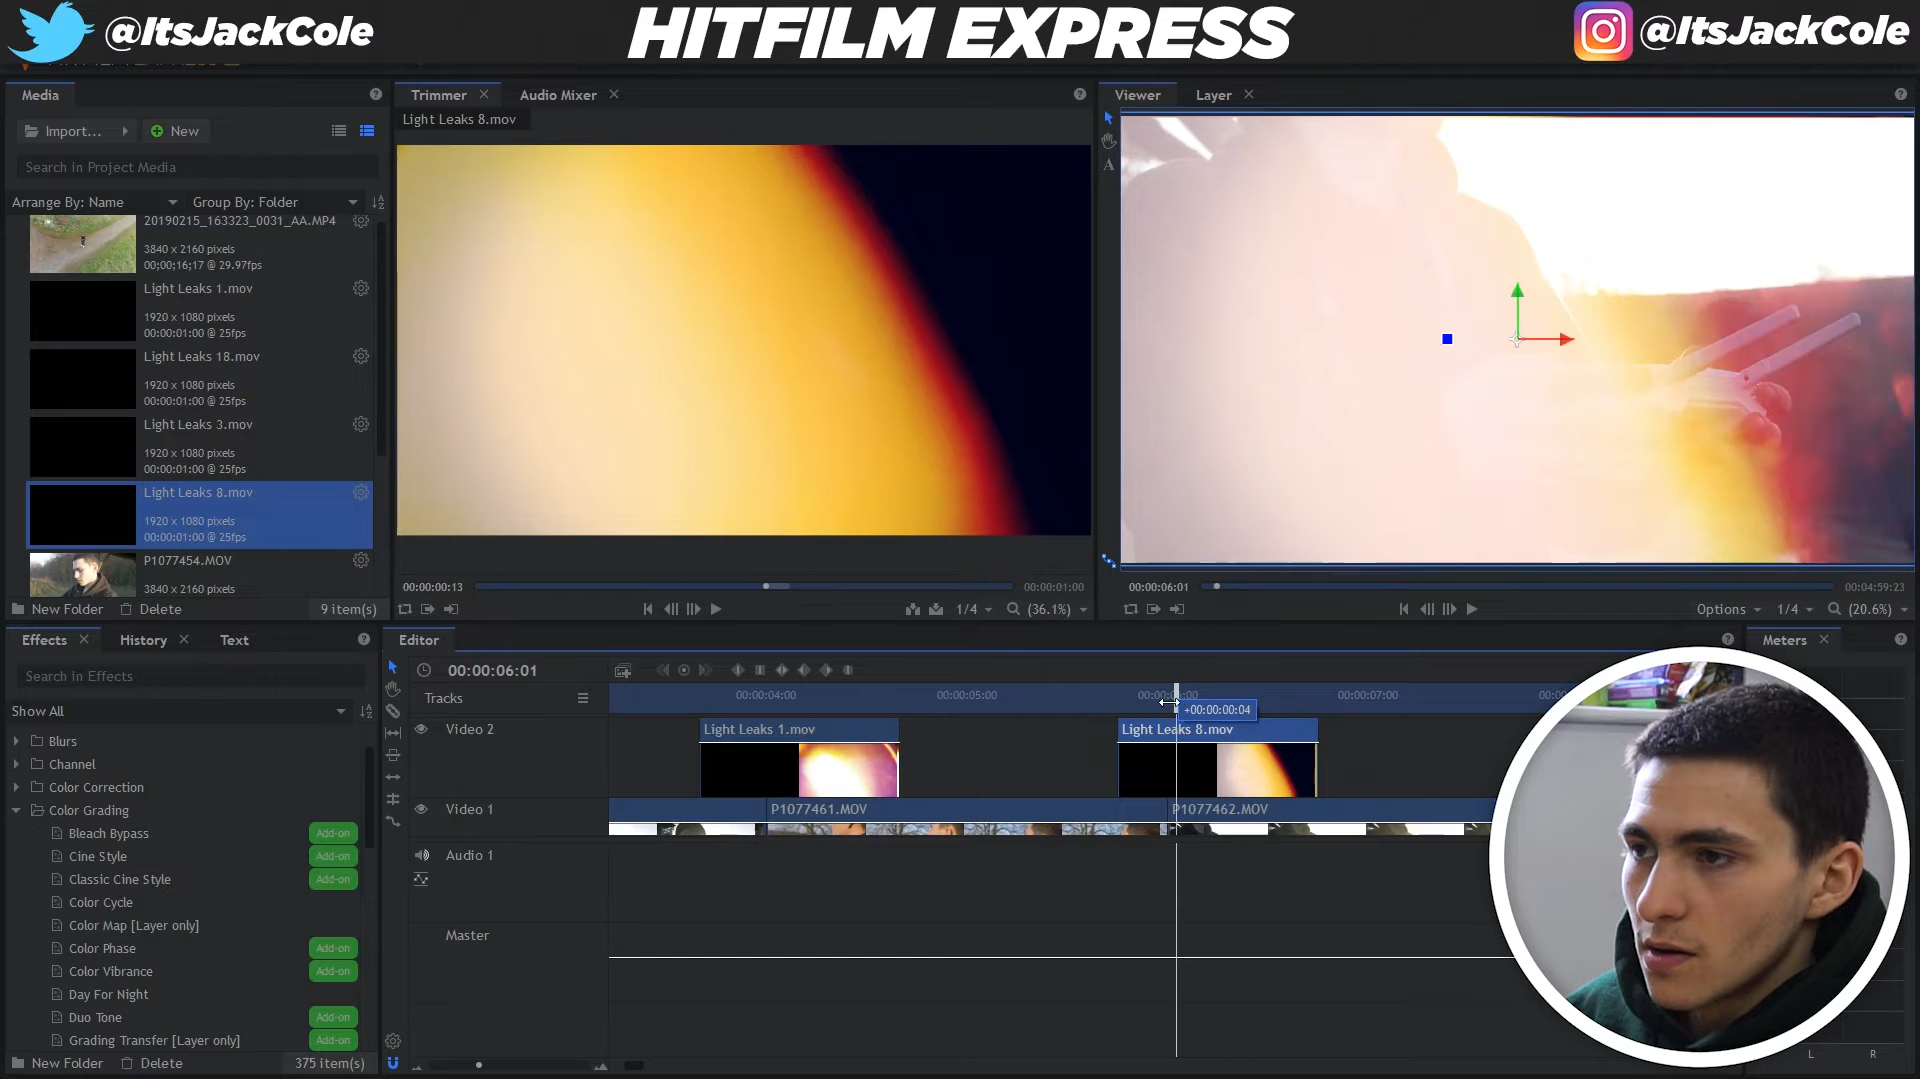 @ItsJackCole
HITFILM EXPRESS
@ItsJackCole
Media
Import...
New
Search in Project Media
Arrange By: Name
Group By: Folder
20190215_163323_0031_AA.MP4
3840 x 2160 pixels
00;00;16;17 @ 29.97fps
Light Leaks 1.mov
1920 x 1080 pixels
00:00:01:00 @ 25fps
Light Leaks 18.mov
1920 x 1080 pixels
00:00:01:00 @ 25fps
Light Leaks 3.mov
1920 x 1080 pixels
00:00:01:00 @ 25fps
Light Leaks 8.mov
1920 x 1080 pixels
00:00:01:00 @ 25fps
P1077454.MOV
3840 x 2160 pixels
New Folder
Delete
9 item(s)
Trimmer
Audio Mixer
Light Leaks 8.mov
00:00:00:13
00:00:01:00
1/4
(36.1%)
Viewer
Layer
A
00:00:06:01
00:04:59:23
Options
1/4
(20.6%)
Effects
History
Text
Search in Effects
Show All
Blurs
Channel
Color Correction
Color Grading
Bleach Bypass
Add-on
Cine Style
Add-on
Classic Cine Style
Add-on
Color Cycle
Color Map [Layer only]
Color Phase
Add-on
Color Vibrance
Add-on
Day For Night
Duo Tone
Add-on
Grading Transfer [Layer only]
Add-on
New Folder
Delete
375 item(s)
Editor
00:00:06:01
Tracks
00:00:04:00
00:00:05:00
00:00:07:00
+00:00:00:04
Video 2
Light Leaks 1.mov
Light Leaks 8.mov
Video 1
P1077461.MOV
P1077462.MOV
Audio 1
Master
Meters
L
R